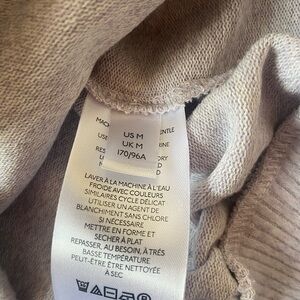 US M
UK M
170/96A
LAVER À LA MACHINE À L'EAU
FROIDE AVEC COULEURS
SIMILAIRES CYCLE DÉLICAT
UTILISER UN AGENT DE
BLANCHIMENT SANS CHLORE
SI NÉCESSAIRE
METTRE EN FORME ET
SECHER À PLAT
REPASSER, AU BESOIN, À TRÈS
BASSE TEMPÉRATURE
PEUT-ÊTRE ÊTRE NETTOYÉE
À SEC